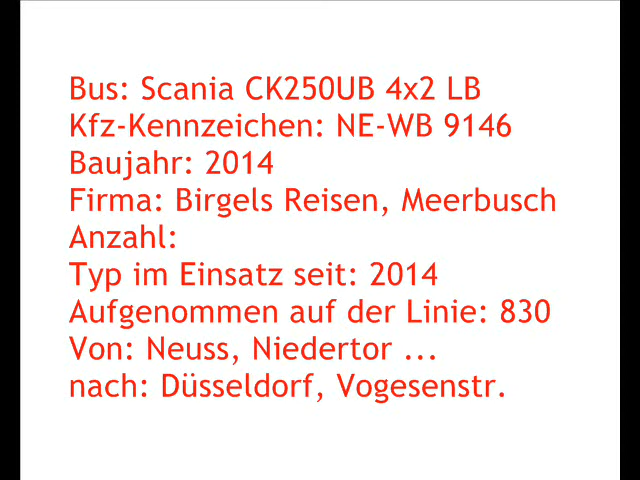 Bus: Scania CK250UB 4x2 LB
Kfz-Kennzeichen: NE-WB 9146
Baujahr: 2014
Firma: Birgels Reisen, Meerbusch
Anzahl:
Typ im Einsatz seit: 2014
Aufgenommen auf der Linie: 830
Von: Neuss, Niedertor ...
nach: Düsseldorf, Vogesenstr.